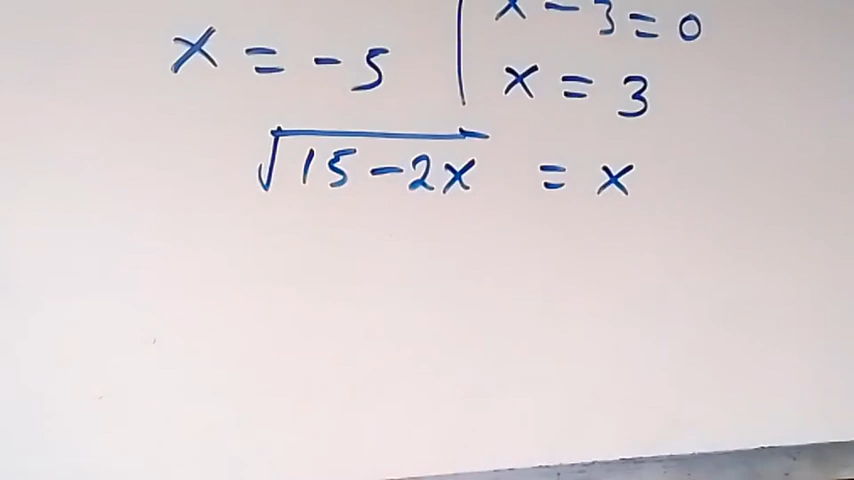 x - 3 = 0
x = -5 | x = 3
√15-2x = x